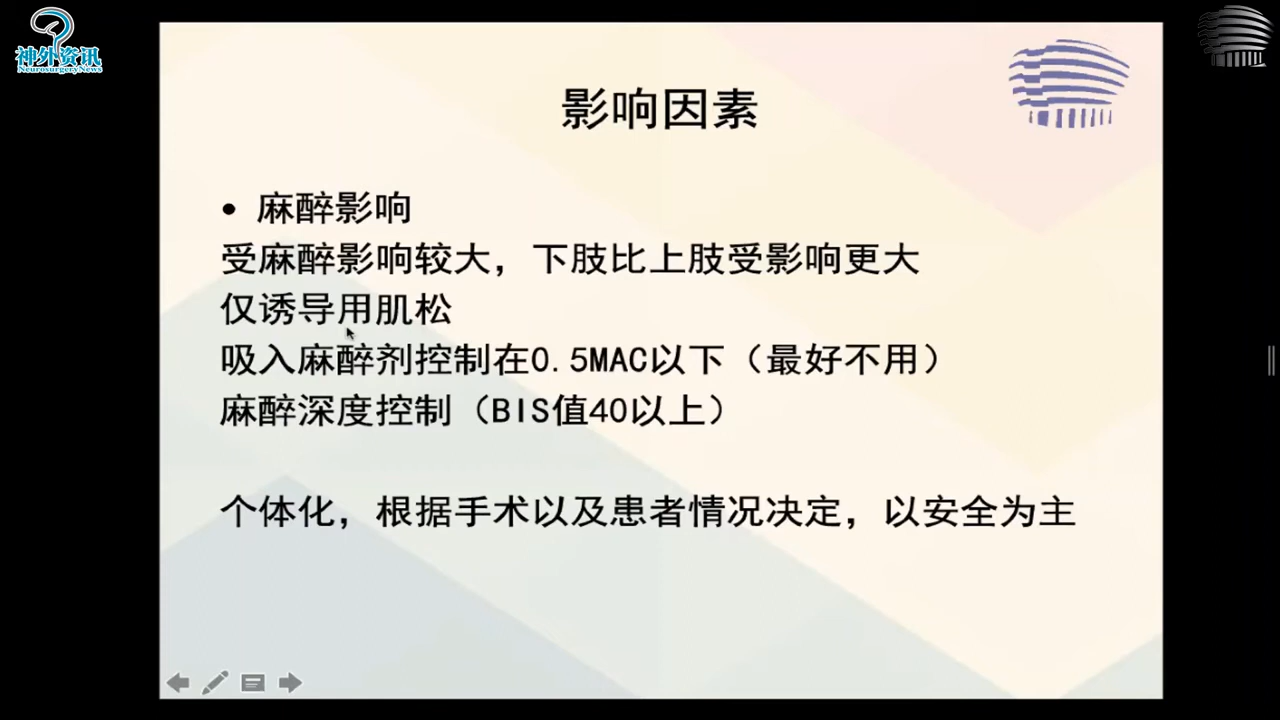 神外资讯
NeurosurgeryNews
影响因素
• 麻醉影响
受麻醉影响较大，下肢比上肢受影响更大
仅诱导用肌松
吸入麻醉剂控制在0.5MAC以下（最好不用）
麻醉深度控制（BIS值40以上）
个体化，根据手术以及患者情况决定，以安全为主